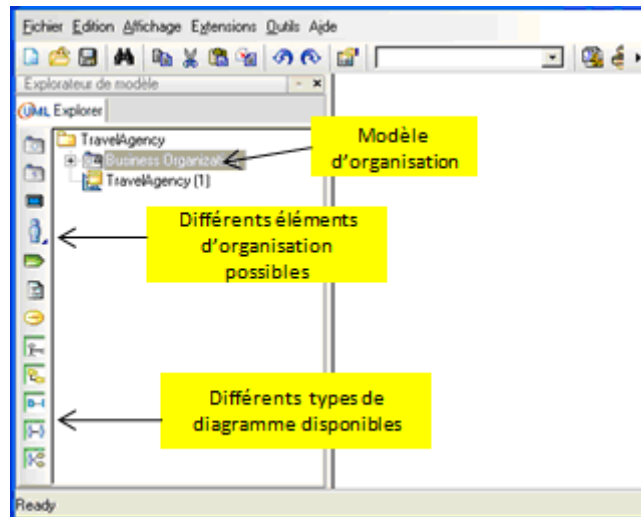 Fichier Edition Affichage Extensions Outils Aide
Explorateur de modèle
UML Explorer
TravelAgency
Modèle
d'organisation
Business Organizat
TravelAgency (1)
Différents éléments
d'organisation
possibles
Différents types de
diagramme disponibles
Ready